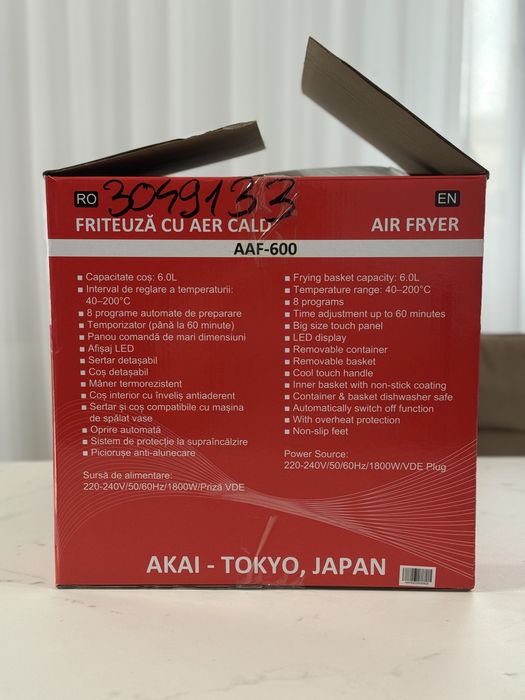 3049133
RO
EN
FRITEUZĂ CU AER CALD
AIR FRYER
AAF-600
■ Capacitate coș: 6.0L
■ Interval de reglare a temperaturii:
40–200°C
■ 8 programe automate de preparare
■ Temporizator (până la 60 minute)
■ Panou comandă de mari dimensiuni
■ Afișaj LED
■ Sertar detașabil
■ Coș detașabil
■ Mâner termorezistent
■ Coș interior cu înveliș antiaderent
■ Sertar și coș compatibile cu mașina
de spălat vase
■ Oprire automată
■ Sistem de protecție la supraîncălzire
■ Piciorușe anti-alunecare
Sursă de alimentare:
220-240V/50/60Hz/1800W/Priză VDE
■ Frying basket capacity: 6.0L
■ Temperature range: 40–200°C
■ 8 programs
■ Time adjustment up to 60 minutes
■ Big size touch panel
■ LED display
■ Removable container
■ Removable basket
■ Cool touch handle
■ Inner basket with non-stick coating
■ Container & basket dishwasher safe
■ Automatically switch off function
■ With overheat protection
■ Non-slip feet
Power Source:
220-240V/50/60Hz/1800W/VDE Plug
AKAI - TOKYO, JAPAN